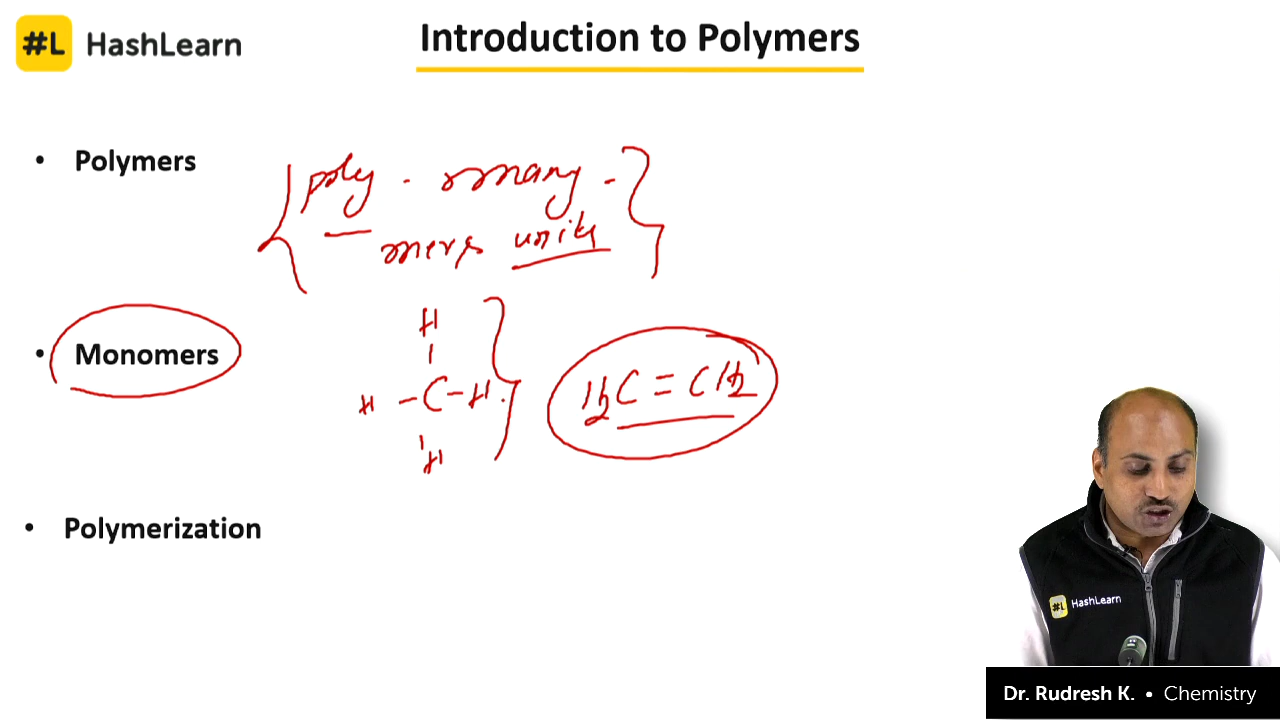 #L HashLearn
Introduction to Polymers
• Polymers
poly - many -
mers units
• Monomers
H
H - C - H
H
H2C = CH2
• Polymerization
#L HashLearn
Dr. Rudresh K. • Chemistry